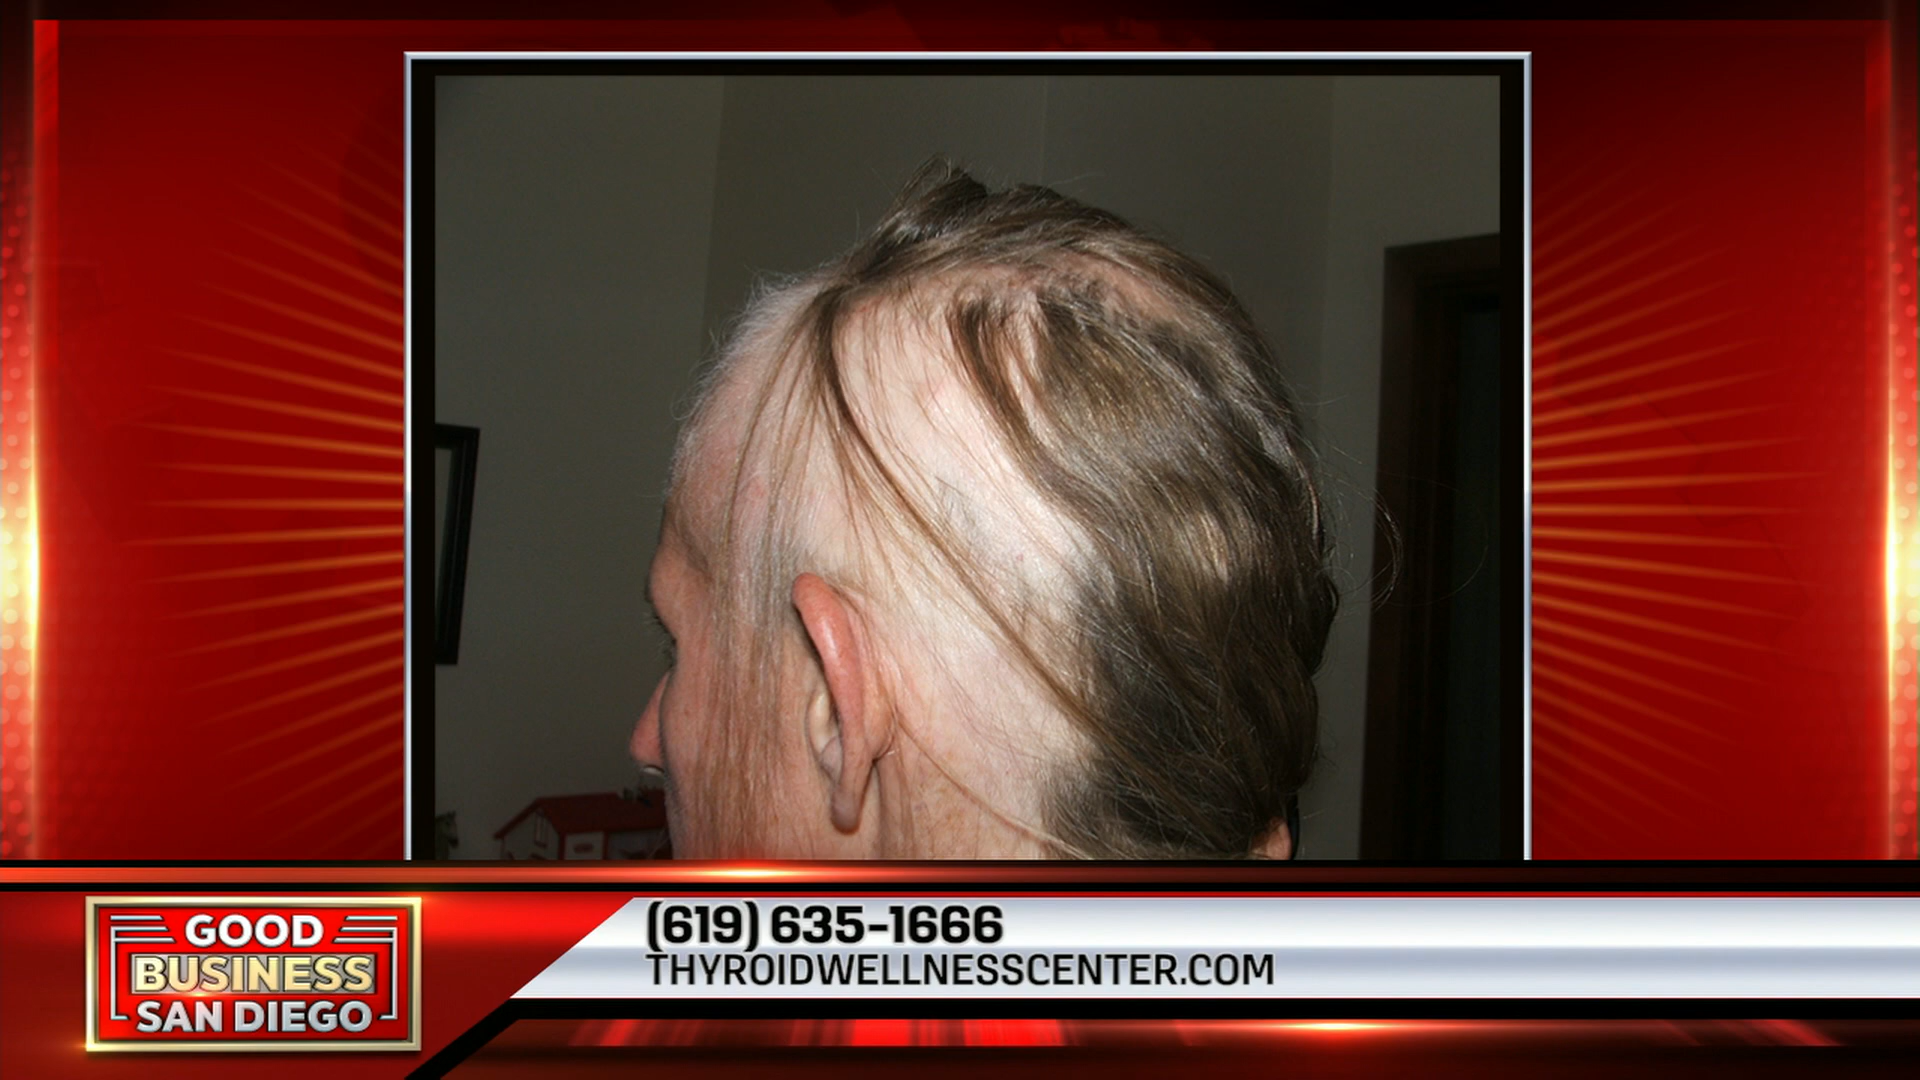 (619) 635-1666
THYROIDWELLNESSCENTER.COM
GOOD
BUSINESS
SAN DIEGO